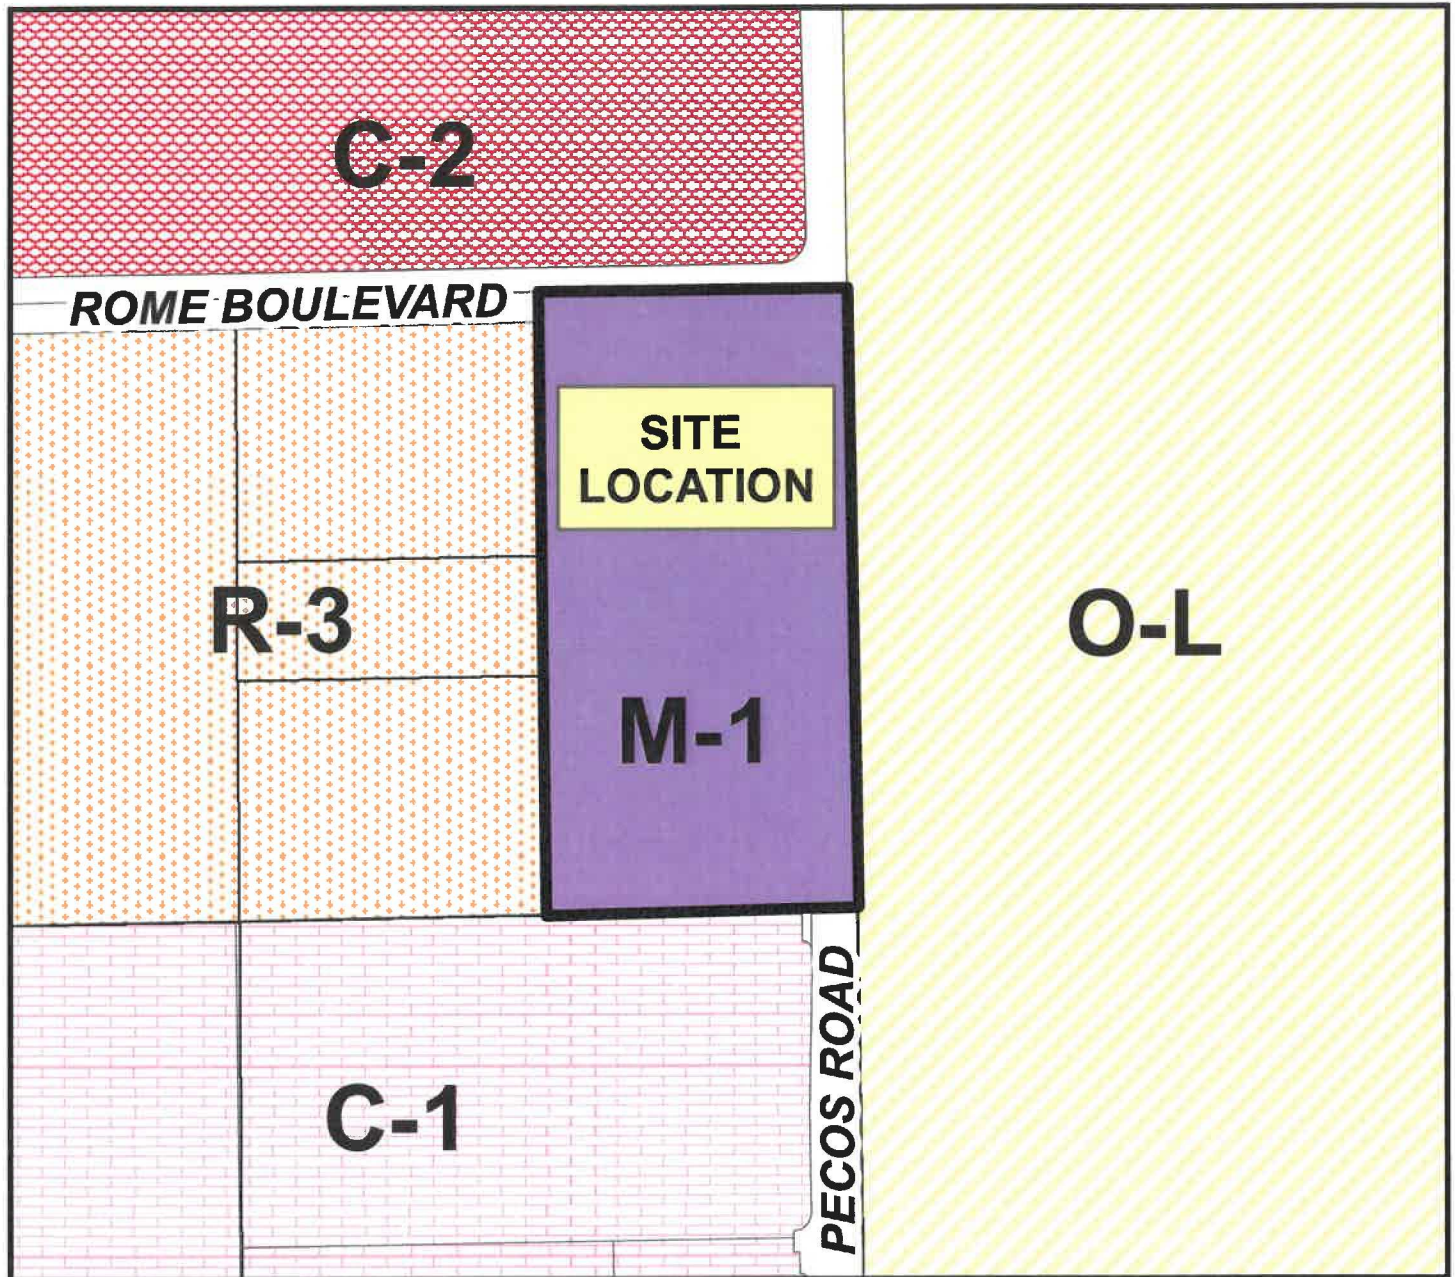 C-2
ROME BOULEVARD
SITE
LOCATION
R-3
O-L
M-1
C-1
PECOS ROAD